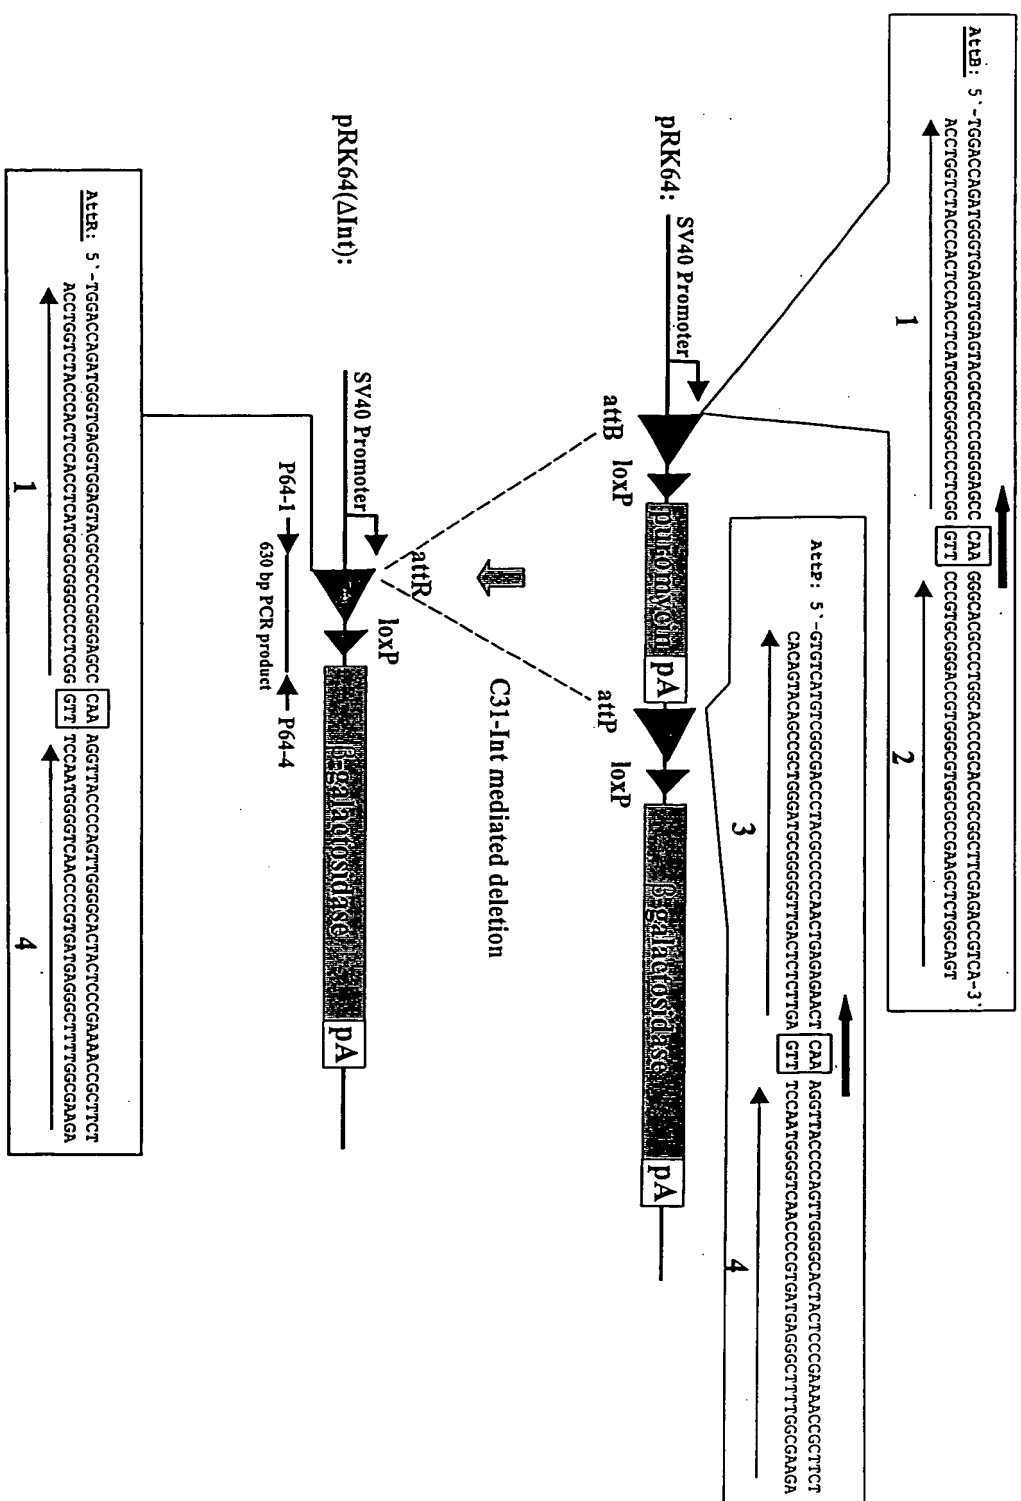 AttB: 5`-TGGACCAGATGGGTGAGGTGGAGTACGCGCCCGGGGAGCC CAA GGGCACGCCCTGGCACCCGCACCGCGGCTTCGAGACCGTCA-3'
ACCTGGTCTACCCACTCCACCTCATGCGCGGGCCCCTCGG GTT CCCGTGCGGGACCGTGGGCGTGGCGCCGAAGCTCTGGCAGT
1
2
AttP: 5`-GTGTCATGTCGGCGACCCTACGCCCCCAACTGAGAGAACT CAA AGGTTACCCCAGTTGGGGCACTACTCCCGAAAACCGCTTCT
CACAGTACAGCCGCTGGGATGCGGGGGTTGACTCTCTTGA GTT TCCAATGGGGTCAACCCCGTGATGAGGGCTTTTGGCGAAGA
3
4
pRK64:
SV40 Promoter
attB
loxP
puromycin
pA
attP
loxP
β-galactosidase
pA
C31-Int mediated deletion
pRK64(ΔInt):
SV40 Promoter
attR
loxP
β-galactosidase
pA
P64-1
630 bp PCR product
P64-4
AttR: 5`-TGGACCAGATGGGTGAGGTGGAGTACGCGCCCGGGGAGCC CAA AGGTTACCCCAGTTGGGGCACTACTCCCGAAAACCGCTTCT
ACCTGGTCTACCCACTCCACCTCATGCGCGGGCCCCTCGG GTT TCCAATGGGGTCAACCCCGTGATGAGGGCTTTTGGCGAAGA
1
4